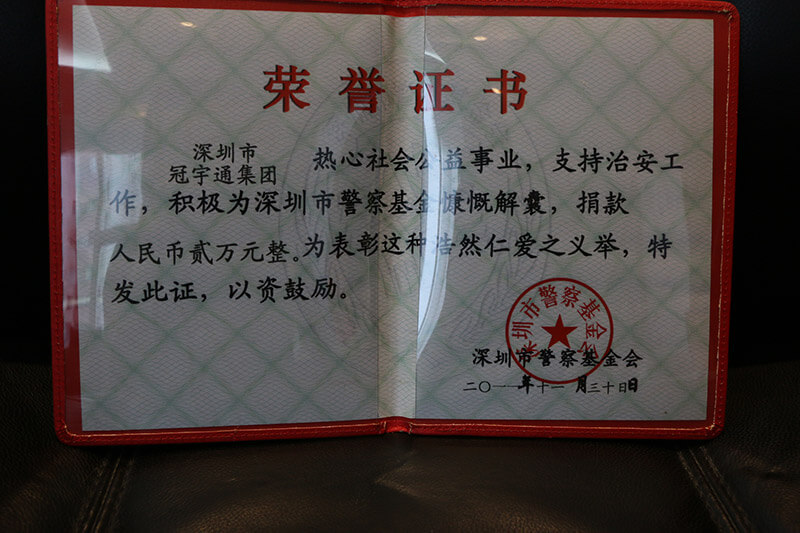 荣誉证书
深圳市
冠宇通集团
热心社会公益事业，支持治安工
作，积极为深圳市警察基金慷慨解囊，捐款
人民币贰万元整。为表彰这种浩然仁爱之义举，特
发此证，以资鼓励。
深圳市警察基金会
深圳市警察基金会
二〇一一年十一月三十日